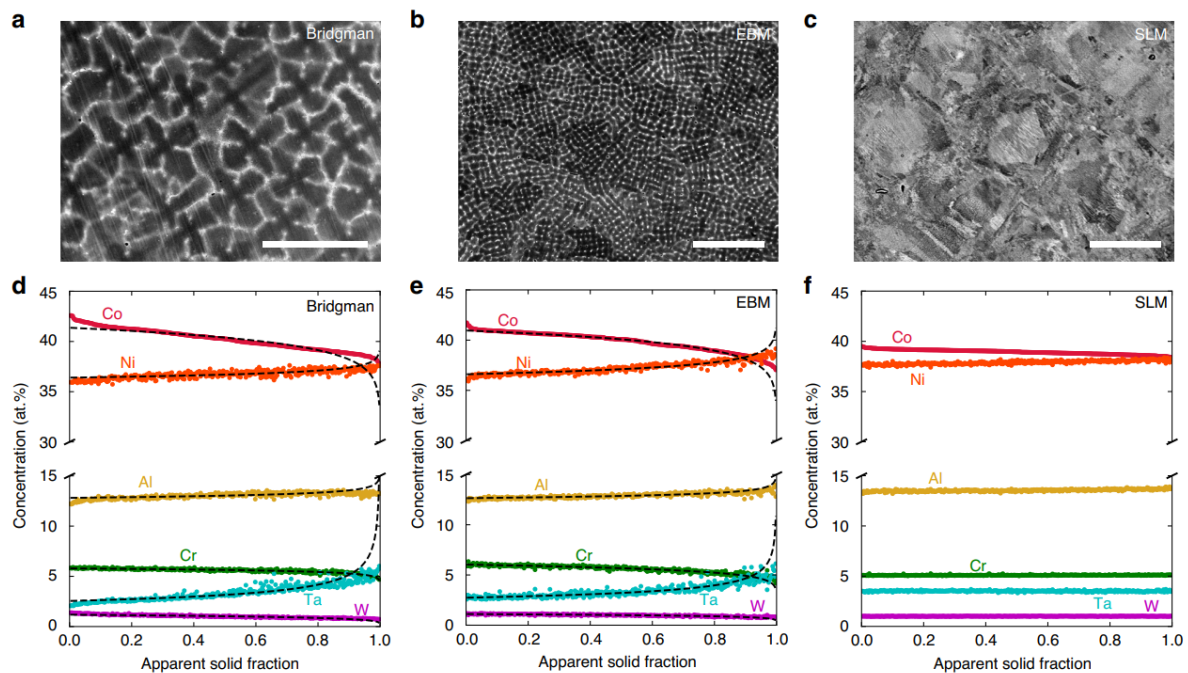 a
Bridgman
b
EBM
c
SLM
d
45
40
35
30
15
10
5
0
Concentration (at.%)
Bridgman
Co
Ni
Al
Cr
Ta
W
0.0 0.2 0.4 0.6 0.8 1.0
Apparent solid fraction
e
45
40
35
30
15
10
5
0
Concentration (at.%)
EBM
Co
Ni
Al
Cr
Ta
W
0.0 0.2 0.4 0.6 0.8 1.0
Apparent solid fraction
f
45
40
35
30
15
10
5
0
Concentration (at.%)
SLM
Co
Ni
Al
Cr
Ta
W
0.0 0.2 0.4 0.6 0.8 1.0
Apparent solid fraction